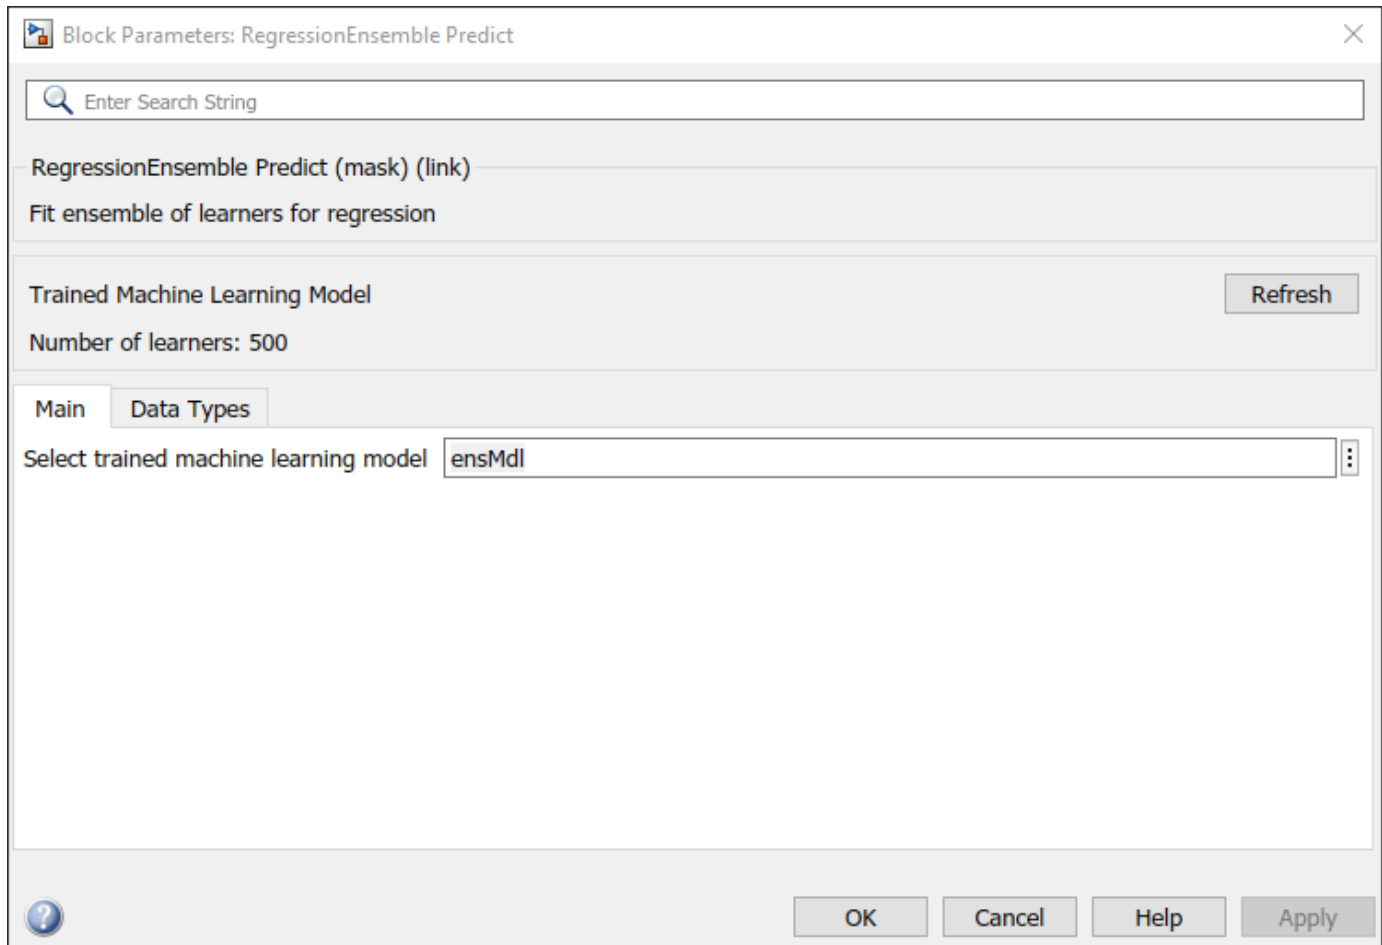 Block Parameters: RegressionEnsemble Predict
Enter Search String
RegressionEnsemble Predict (mask) (link)
Fit ensemble of learners for regression
Trained Machine Learning Model
Refresh
Number of learners: 500
Main Data Types
Select trained machine learning model ensMdl
OK Cancel Help Apply